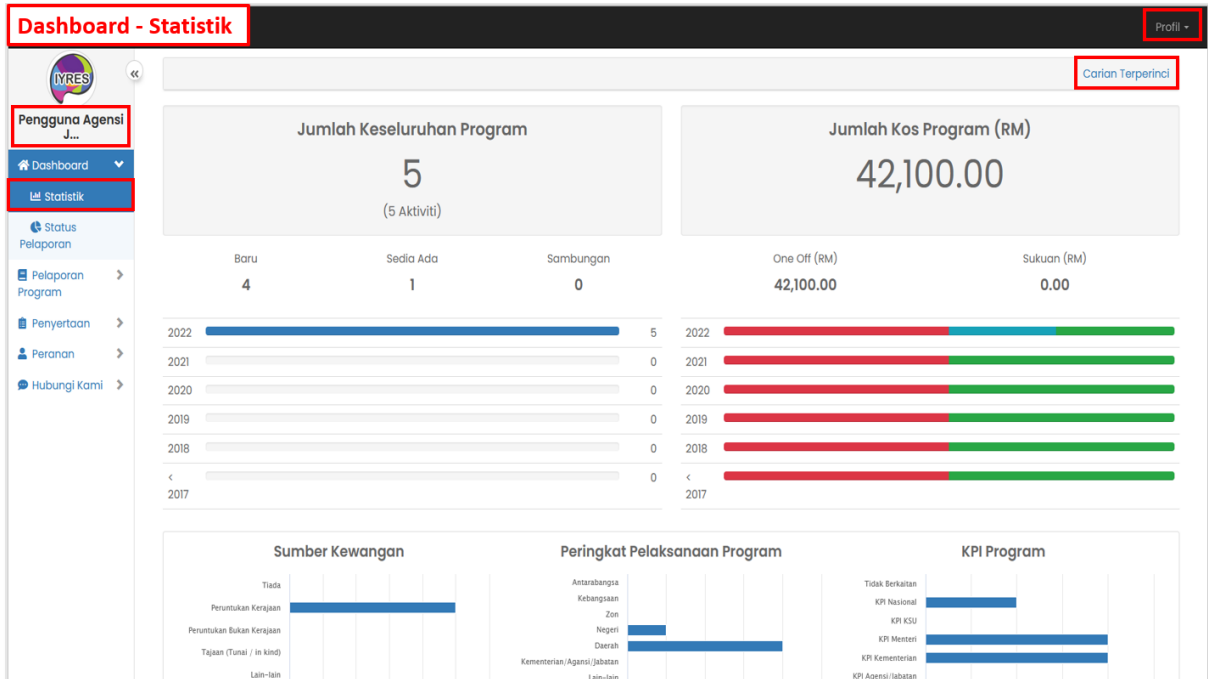 Dashboard - Statistik
Profil
IYRES
«
Carian Terperinci
Pengguna Agensi
J...
Dashboard
Statistik
Status
Pelaporan
Pelaporan
Program
Penyertaan
Peranan
Hubungi Kami
Jumlah Keseluruhan Program
5
(5 Aktiviti)
Jumlah Kos Program (RM)
42,100.00
Baru Sedia Ada Sambungan
4 1 0
One Off (RM) Sukuan (RM)
42,100.00 0.00
2022 5
2021 0
2020 0
2019 0
2018 0
< 0
2017
2022
2021
2020
2019
2018
<
2017
Sumber Kewangan
Tiada
Peruntukan Kerajaan
Peruntukan Bukan Kerajaan
Tajaan (Tunai / in kind)
Lain-lain
Peringkat Pelaksanaan Program
Antarabangsa
Kebangsaan
Zon
Negeri
Daerah
Kementerian/Agansi/Jabatan
Lain-lain
KPI Program
Tidak Berkaitan
KPI Nasional
KPI KSU
KPI Menteri
KPI Kementerian
KPI Agensi/Jabatan